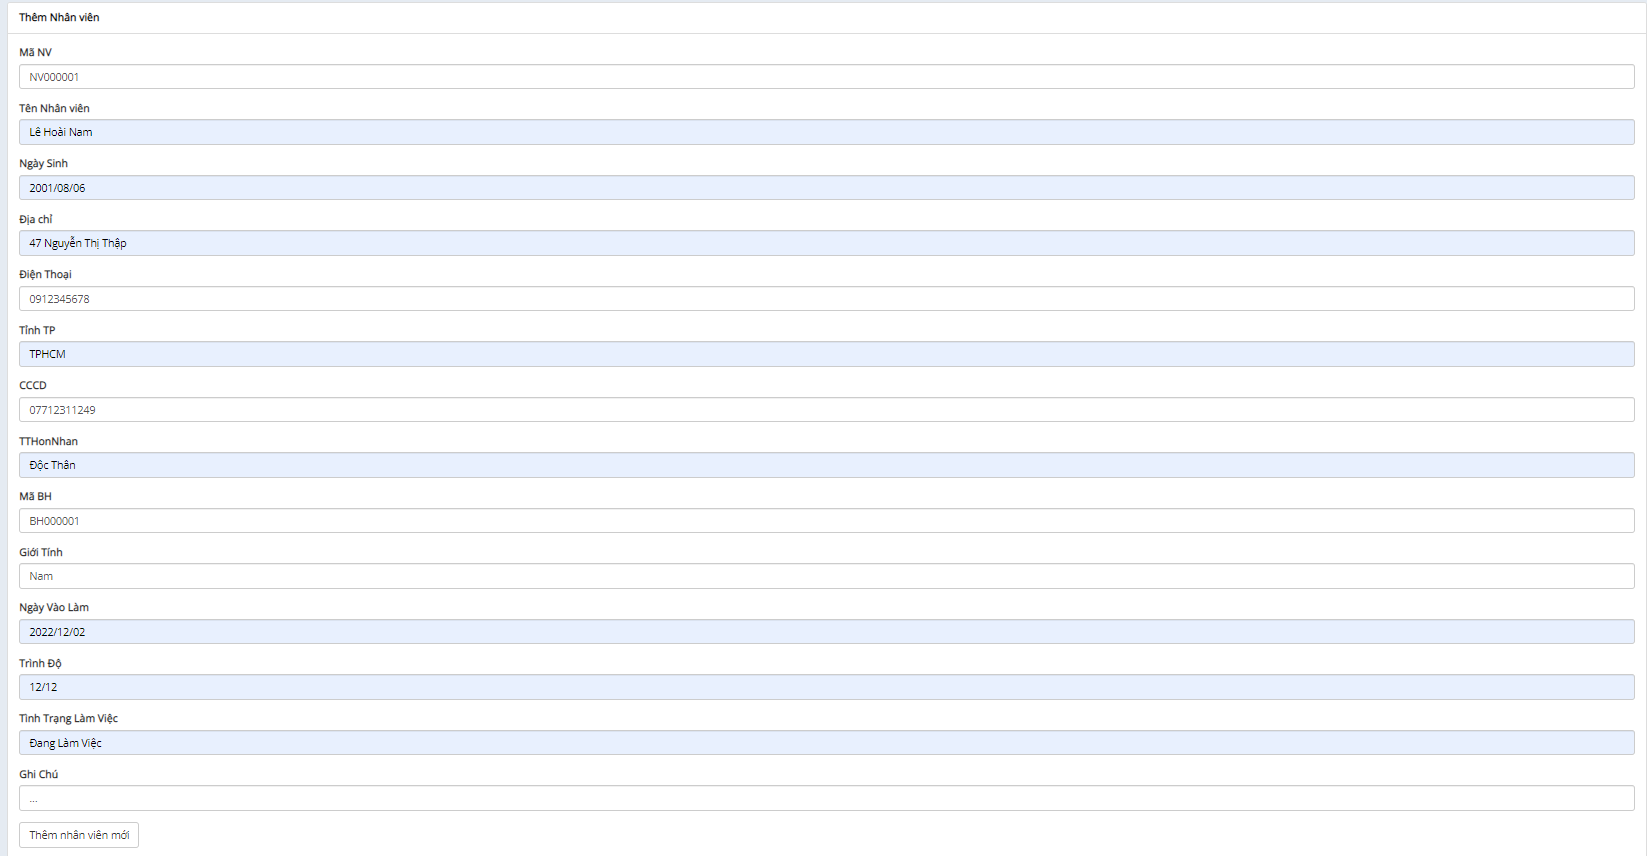 Thêm Nhân viên
Mã NV
NV000001
Tên Nhân viên
Lê Hoài Nam
Ngày Sinh
2001/08/06
Địa chỉ
47 Nguyễn Thị Thập
Điện Thoại
0912345678
Tỉnh TP
TPHCM
CCCD
07712311249
TTHonNhan
Độc Thân
Mã BH
BH000001
Giới Tính
Nam
Ngày Vào Làm
2022/12/02
Trình Độ
12/12
Tình Trạng Làm Việc
Đang Làm Việc
Ghi Chú
...
Thêm nhân viên mới